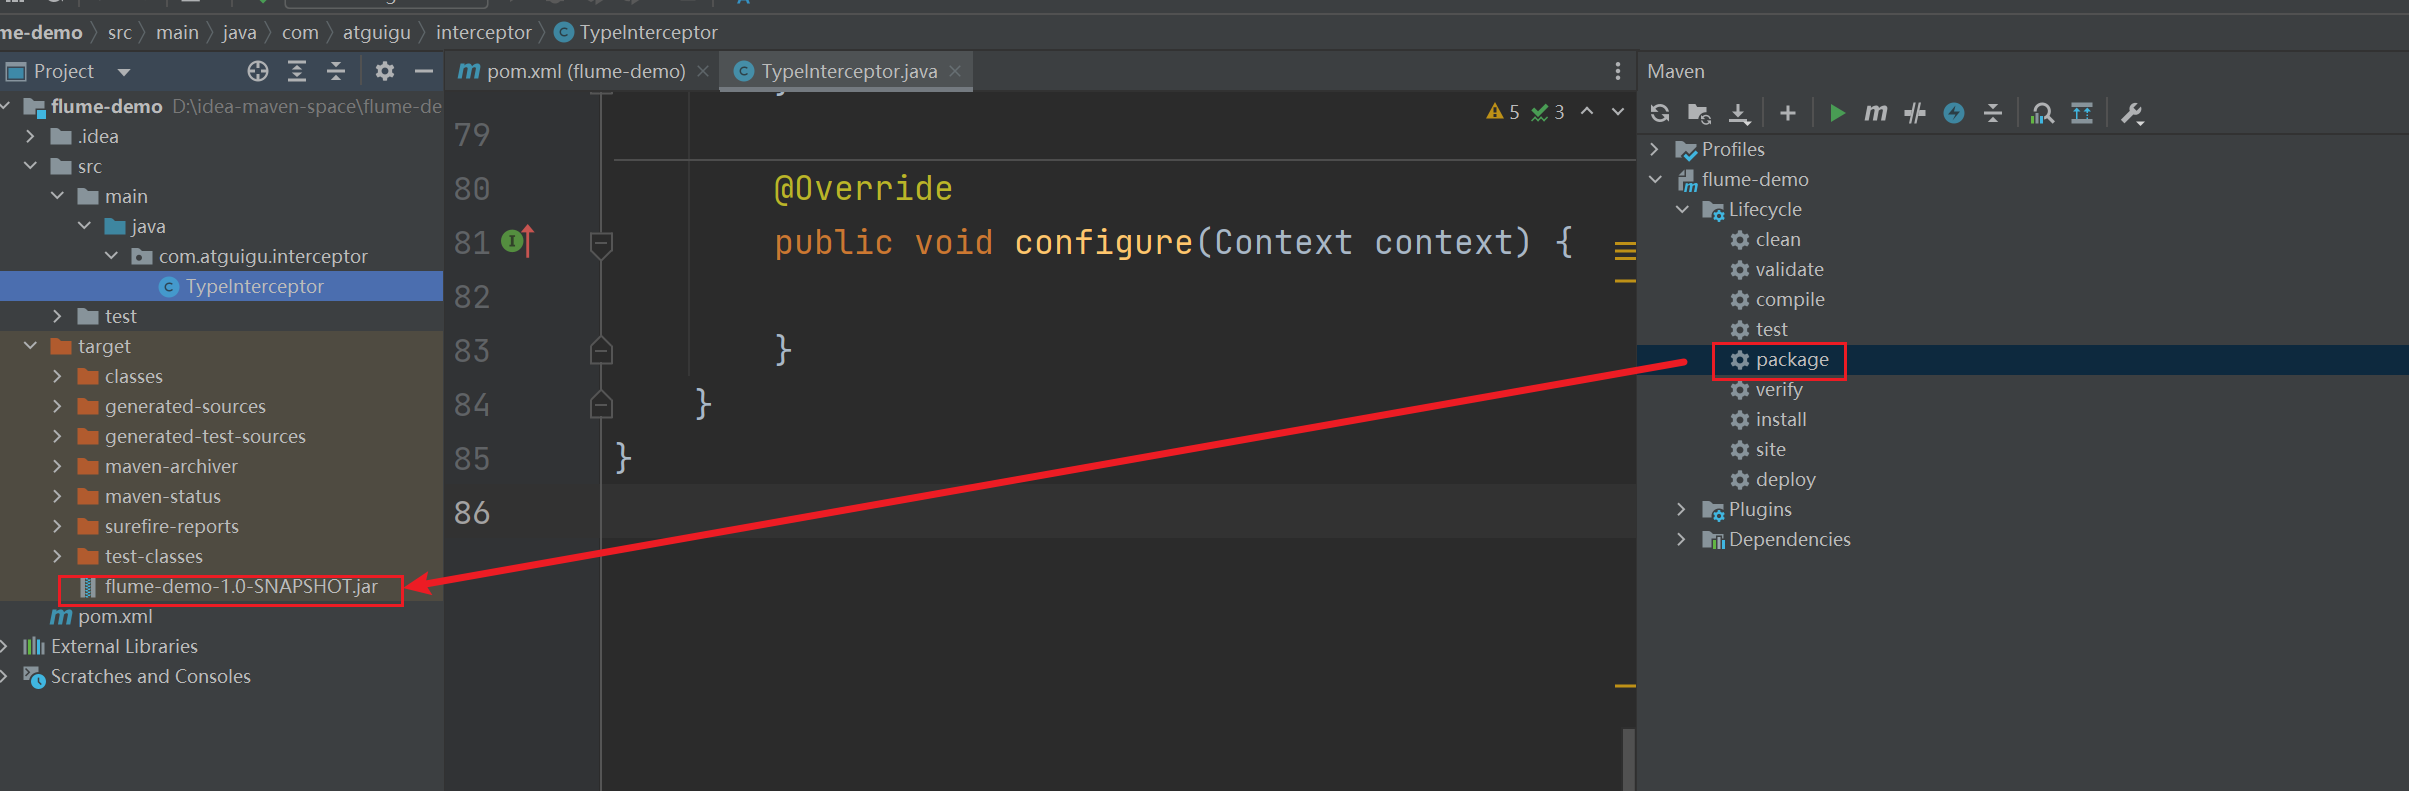 me-demo src main java com atguigu interceptor TypeInterceptor
Project
flume-demo D:\idea-maven-space\flume-de
.idea
src
main
java
com.atguigu.interceptor
TypeInterceptor
test
target
classes
generated-sources
generated-test-sources
maven-archiver
maven-status
surefire-reports
test-classes
flume-demo-1.0-SNAPSHOT.jar
pom.xml
External Libraries
Scratches and Consoles
pom.xml (flume-demo) TypeInterceptor.java
5 3
79 }
80 @Override
81 public void configure(Context context) {
82
83 }
84 }
85 }
86
Maven
Profiles
flume-demo
Lifecycle
clean
validate
compile
test
package
verify
install
site
deploy
Plugins
Dependencies